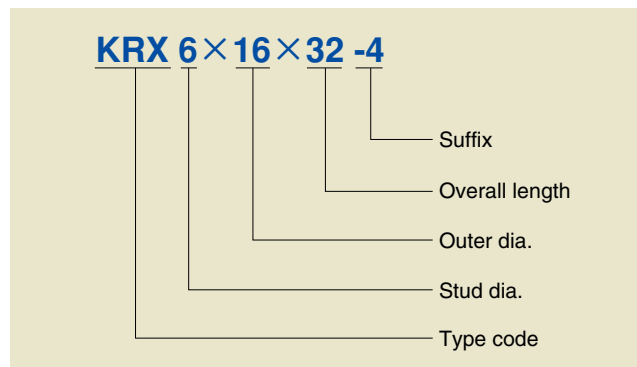 KRX 6×16×32 -4
Suffix
Overall length
Outer dia.
Stud dia.
Type code